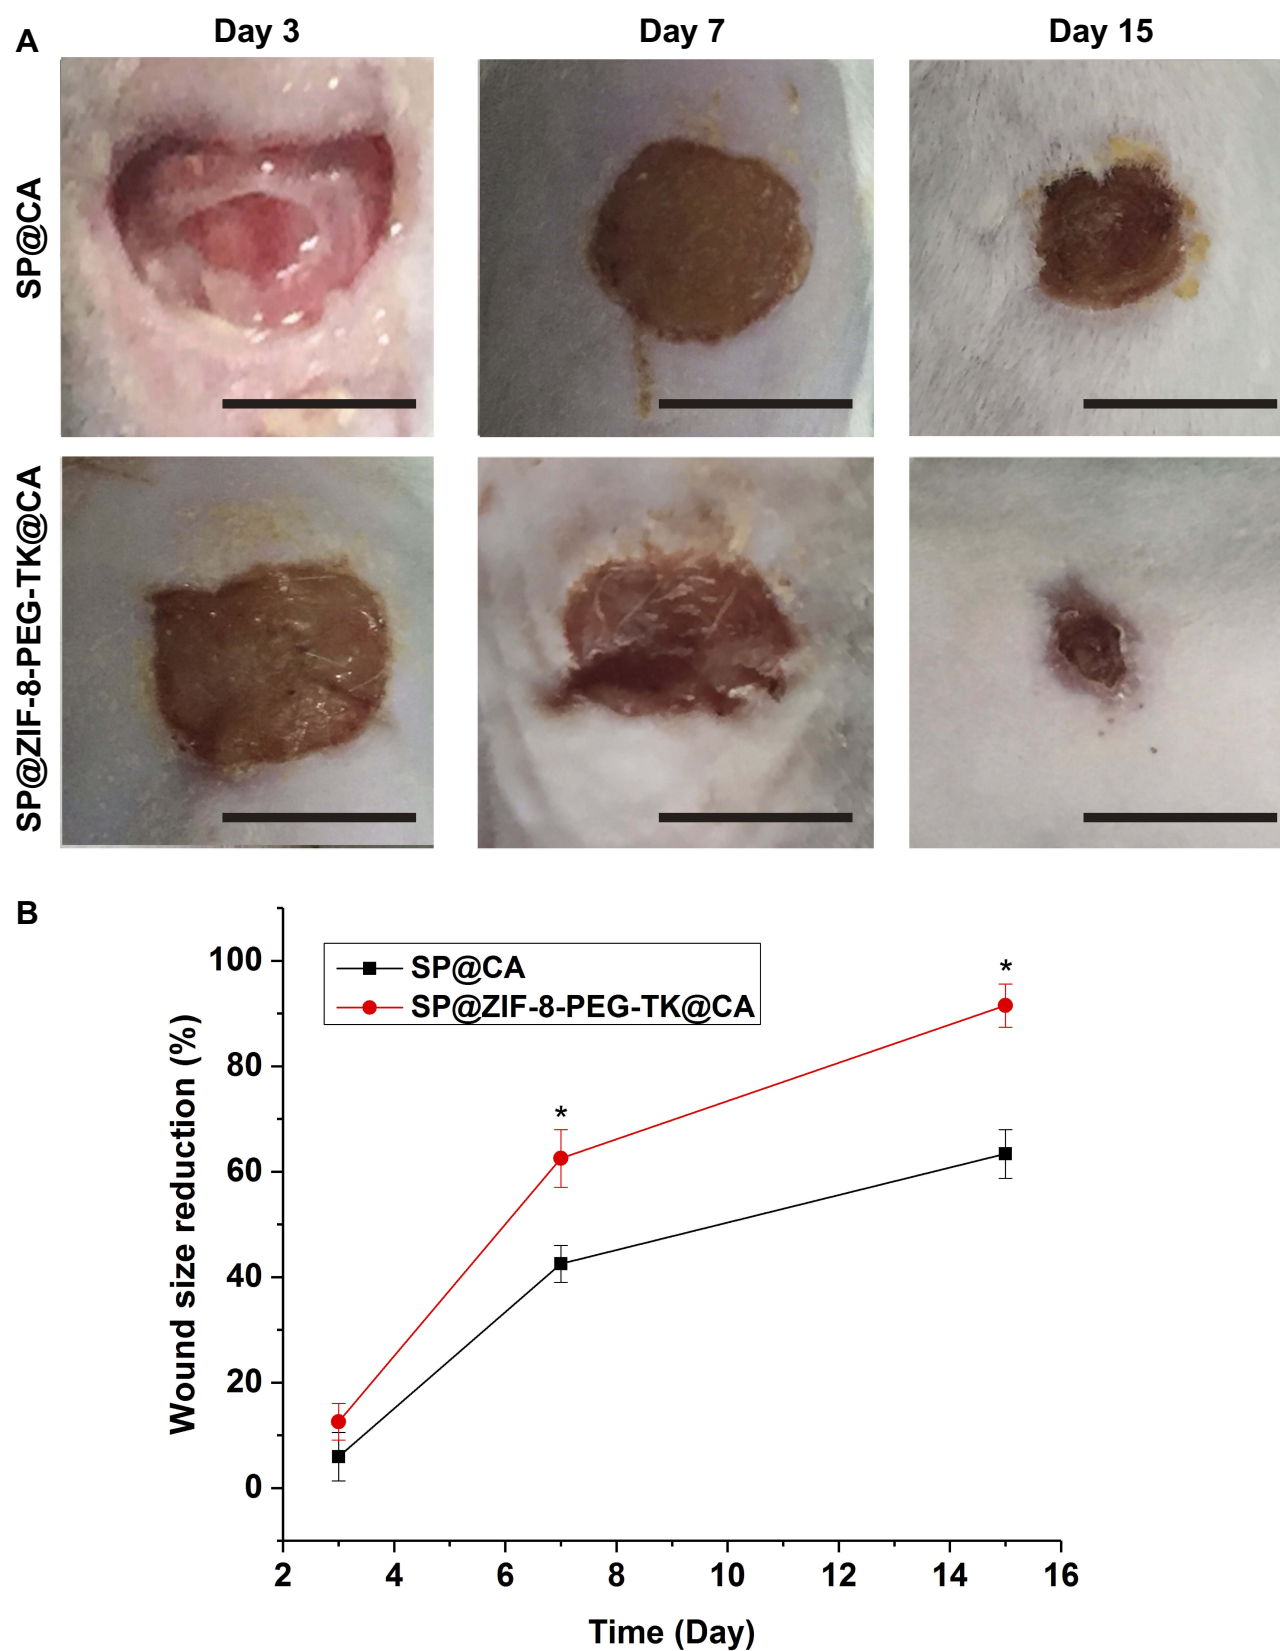 A
Day 3
Day 7
Day 15
SP@CA
SP@ZIF-8-PEG-TK@CA
B
SP@CA
SP@ZIF-8-PEG-TK@CA
*
*
100
80
60
40
20
0
Wound size reduction (%)
2 4 6 8 10 12 14 16
Time (Day)